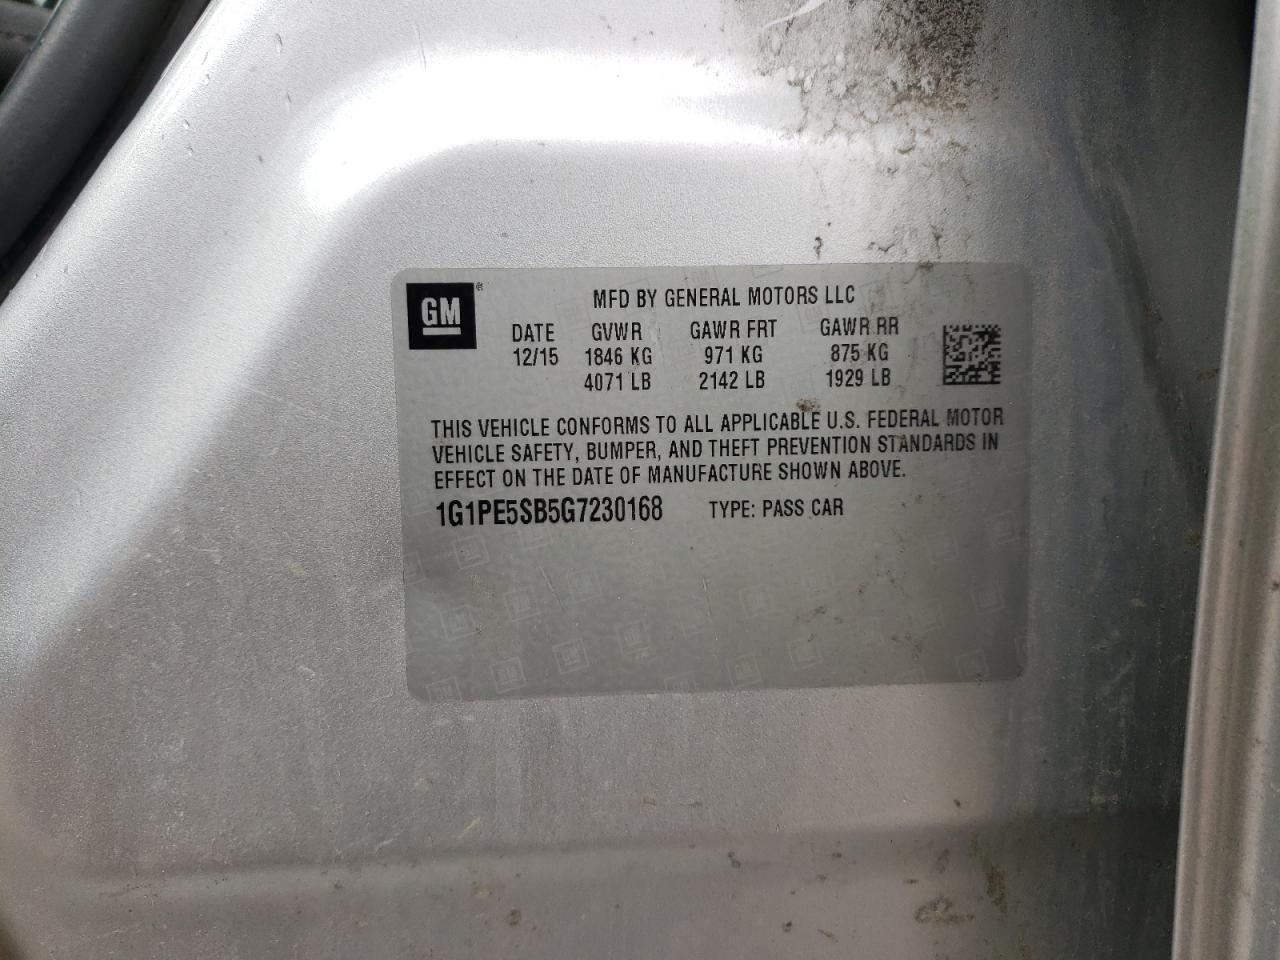 GM ®
MFD BY GENERAL MOTORS LLC
DATE GVWR GAWR FRT GAWR RR
12/15 1846 KG 971 KG 875 KG
4071 LB 2142 LB 1929 LB
THIS VEHICLE CONFORMS TO ALL APPLICABLE U.S. FEDERAL MOTOR
VEHICLE SAFETY, BUMPER, AND THEFT PREVENTION STANDARDS IN
EFFECT ON THE DATE OF MANUFACTURE SHOWN ABOVE.
1G1PE5SB5G7230168 TYPE: PASS CAR